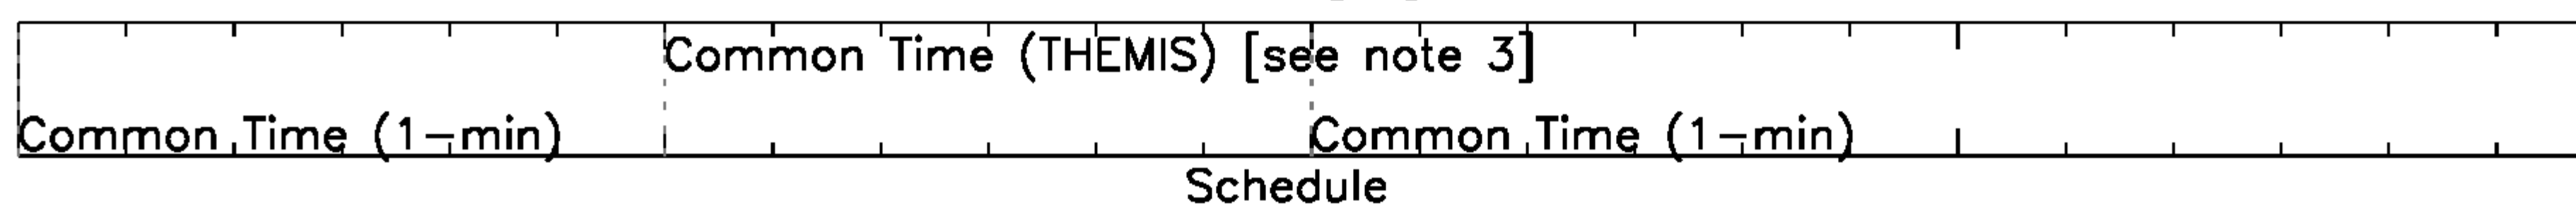 Common Time (THEMIS) [see note 3]
Common Time (1-min) Common Time (1-min)
Schedule